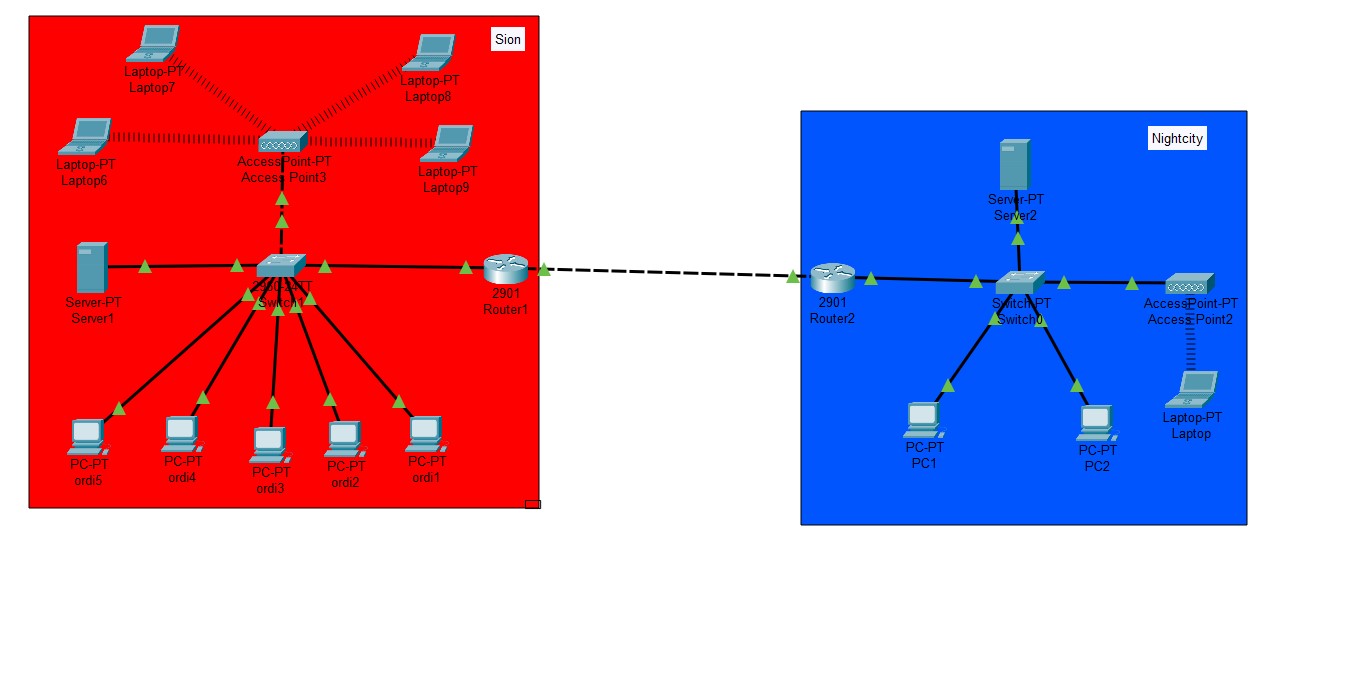 Sion
Laptop-PT
Laptop7
Laptop-PT
Laptop8
Laptop-PT
Laptop6
AccessPoint-PT
Access Point3
Laptop-PT
Laptop9
Server-PT
Server1
2960-24TT
Switch1
2901
Router1
PC-PT
ordi5
PC-PT
ordi4
PC-PT
ordi3
PC-PT
ordi2
PC-PT
ordi1
Nightcity
Server-PT
Server2
2901
Router2
Switch-PT
Switch0
AccessPoint-PT
Access Point2
PC-PT
PC1
PC-PT
PC2
Laptop-PT
Laptop